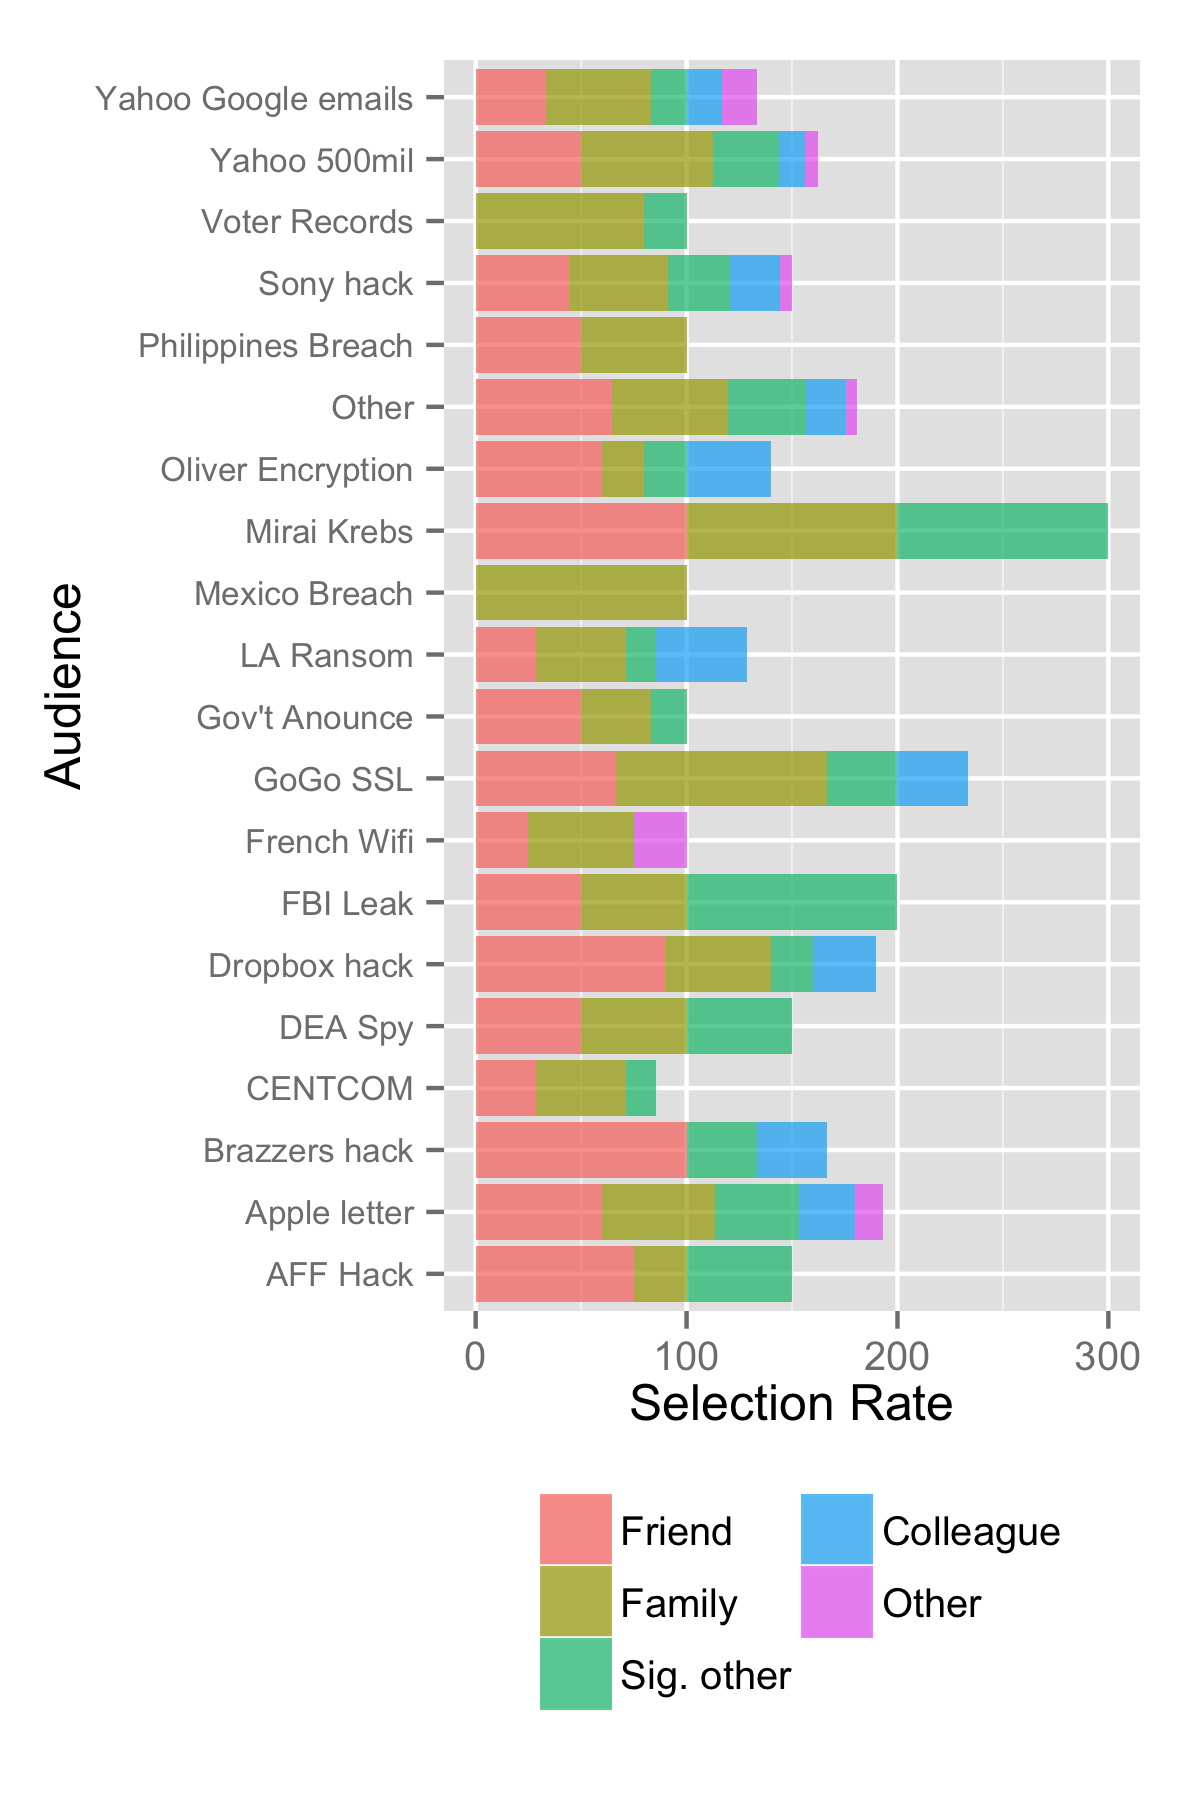 Yahoo Google emails
Yahoo 500mil
Voter Records
Sony hack
Philippines Breach
Other
Oliver Encryption
Mirai Krebs
Mexico Breach
LA Ransom
Gov't Anounce
GoGo SSL
French Wifi
FBI Leak
Dropbox hack
DEA Spy
CENTCOM
Brazzers hack
Apple letter
AFF Hack
Audience
0 100 200 300
Selection Rate
Friend Colleague
Family Other
Sig. other